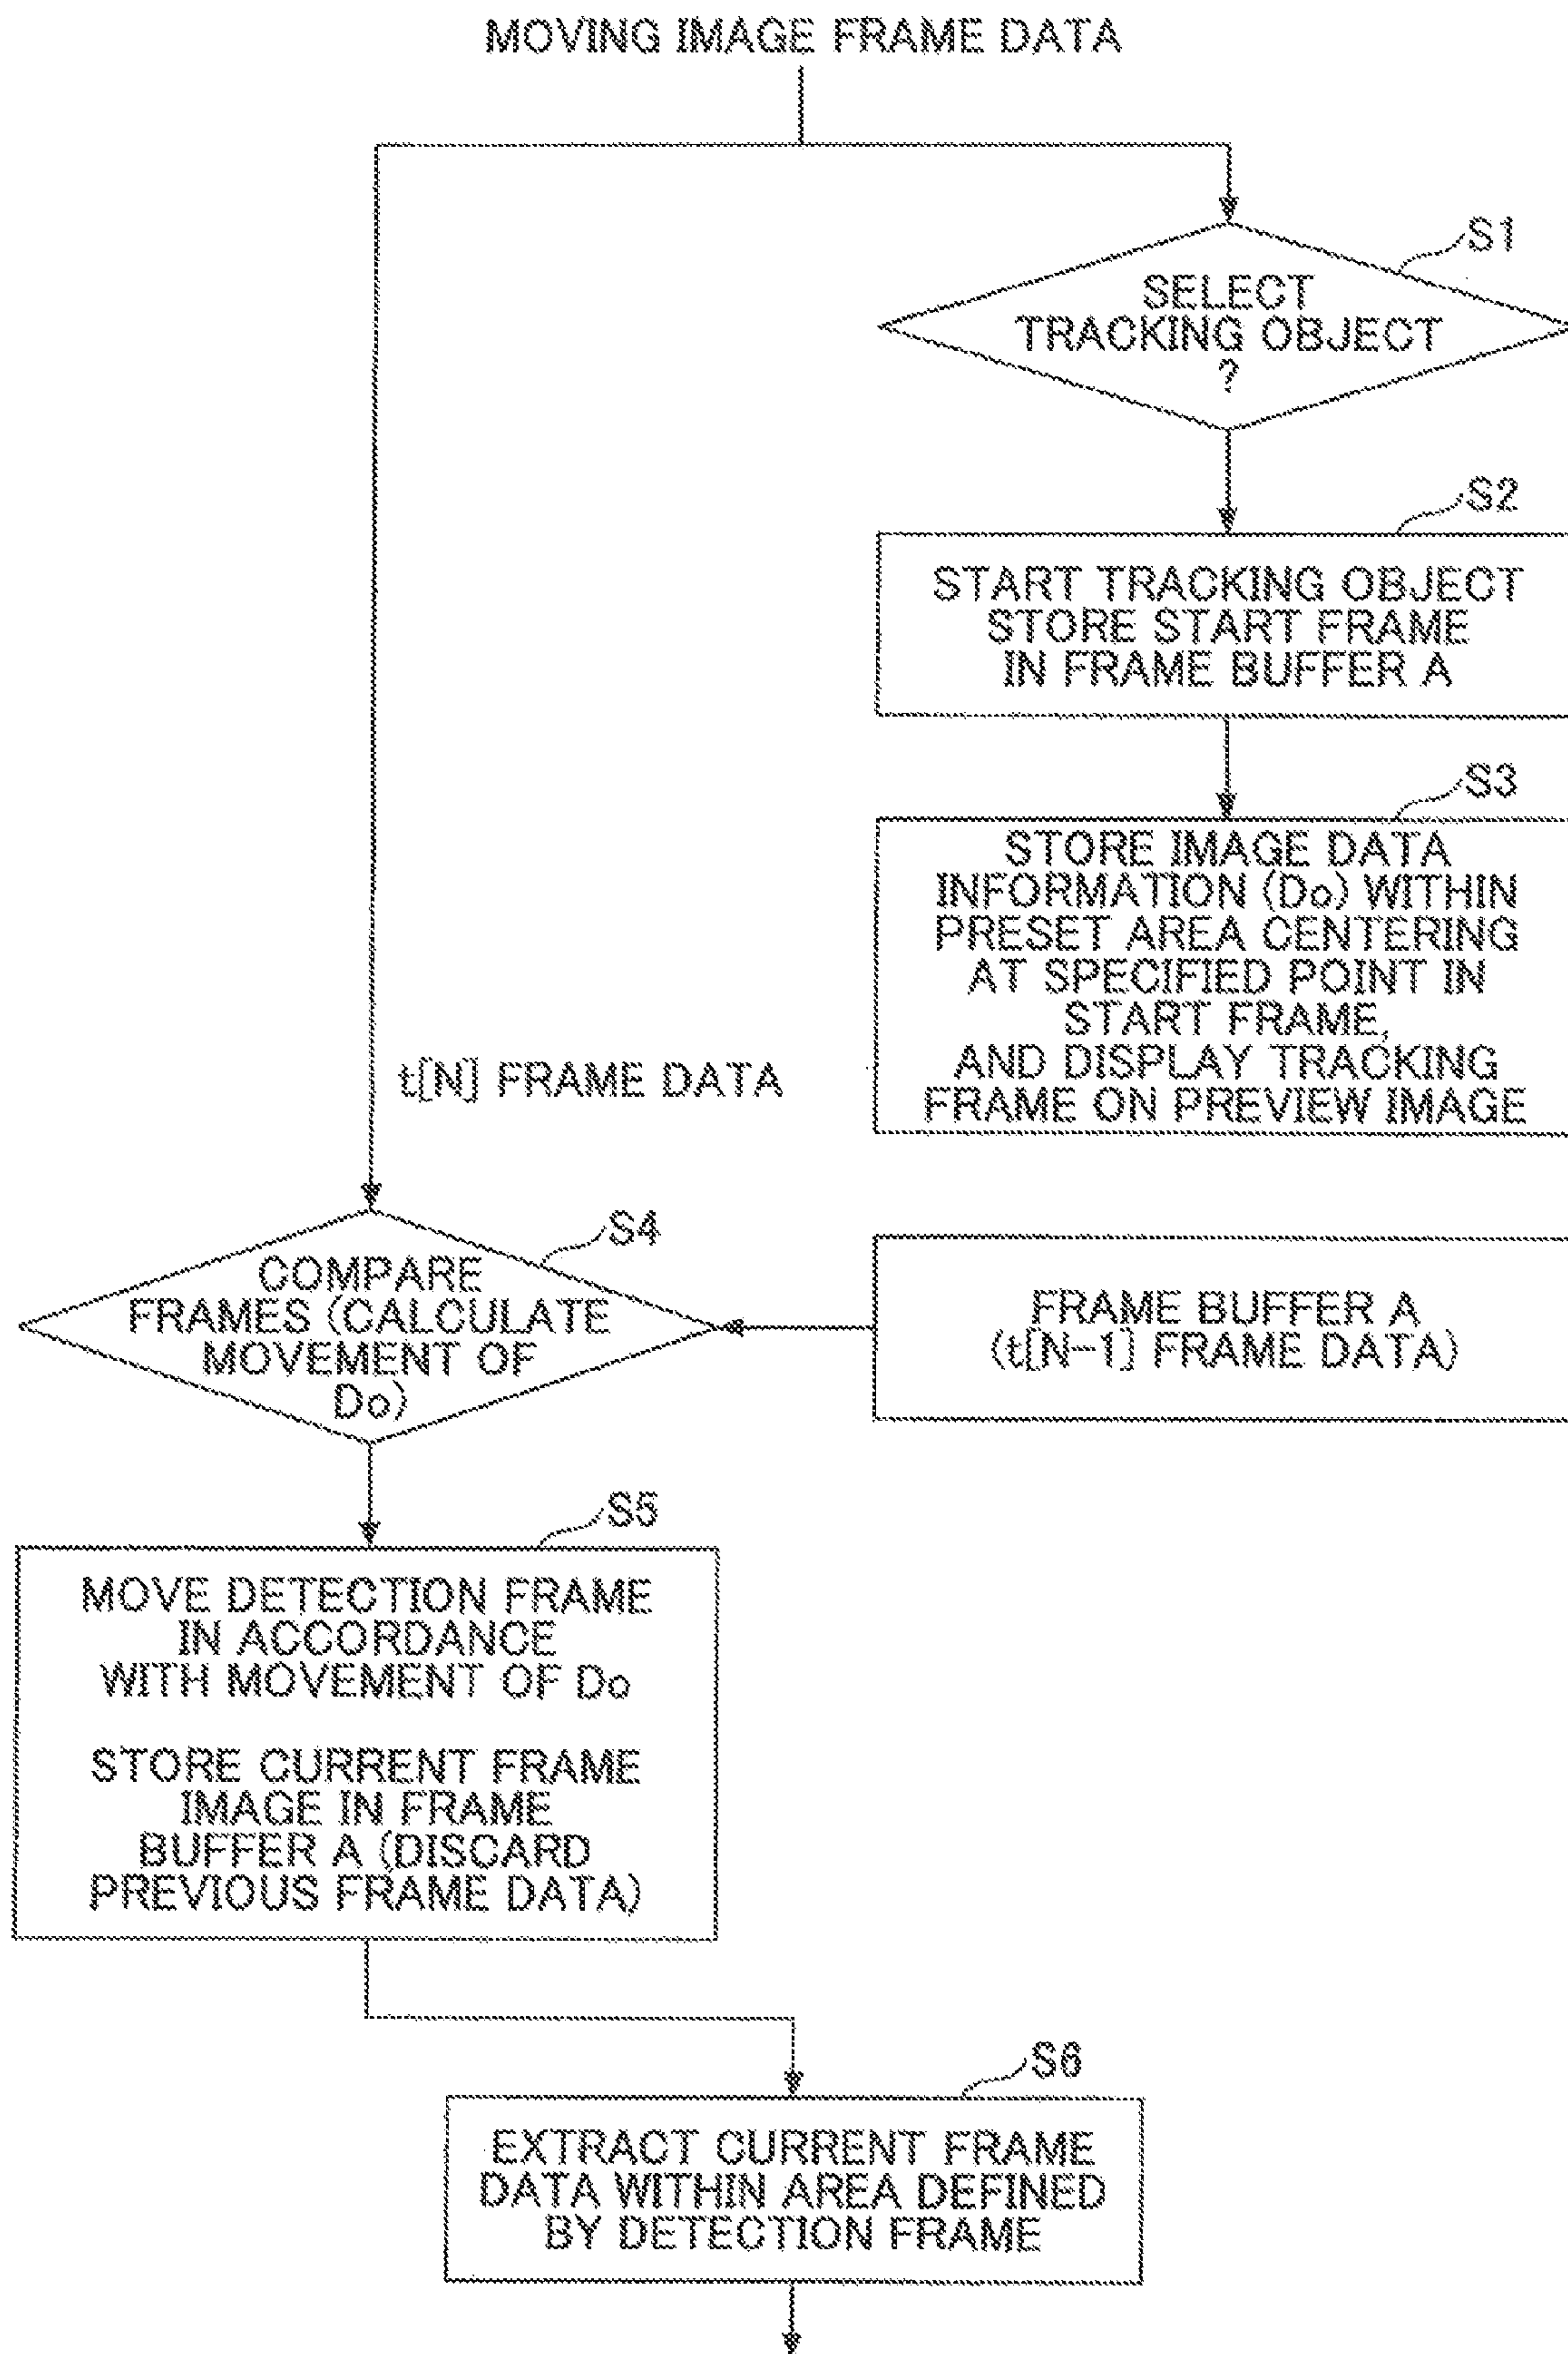 MOVING IMAGE FRAME DATA
S1
SELECT
TRACKING OBJECT
?
S2
START TRACKING OBJECT
STORE START FRAME
IN FRAME BUFFER A
S3
STORE IMAGE DATA
INFORMATION (Do) WITHIN
PRESET AREA CENTERING
AT SPECIFIED POINT IN
START FRAME,
AND DISPLAY TRACKING
FRAME ON PREVIEW IMAGE
t[N] FRAME DATA
S4
COMPARE
FRAMES (CALCULATE
MOVEMENT OF
Do)
FRAME BUFFER A
(t[N-1] FRAME DATA)
S5
MOVE DETECTION FRAME
IN ACCORDANCE
WITH MOVEMENT OF Do
STORE CURRENT FRAME
IMAGE IN FRAME
BUFFER A (DISCARD
PREVIOUS FRAME DATA)
S6
EXTRACT CURRENT FRAME
DATA WITHIN AREA DEFINED
BY DETECTION FRAME